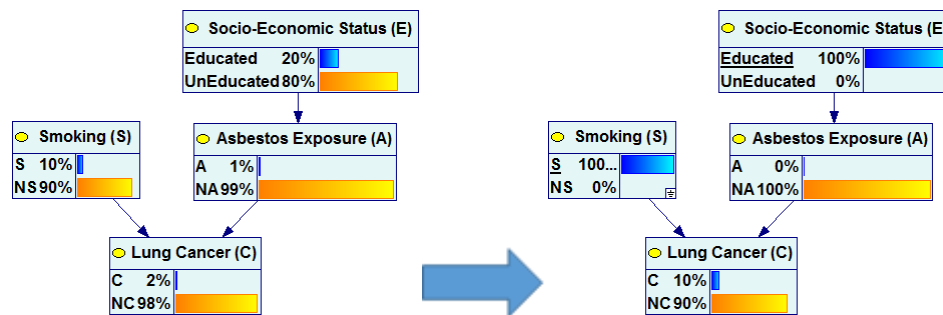 Socio-Economic Status (E)
Educated 20%
UnEducated 80%
Smoking (S)
S 10%
NS 90%
Asbestos Exposure (A)
A 1%
NA 99%
Lung Cancer (C)
C 2%
NC 98%
Socio-Economic Status (E
Educated 100%
UnEducated 0%
Smoking (S)
S 100...
NS 0%
Asbestos Exposure (A)
A 0%
NA 100%
Lung Cancer (C)
C 10%
NC 90%